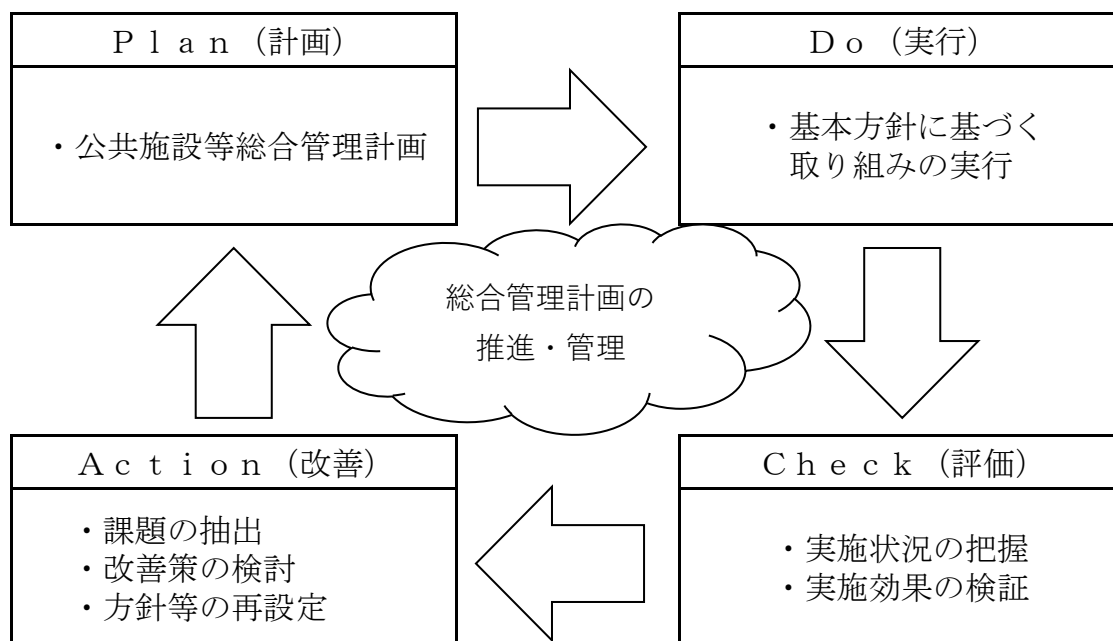 Ｐｌａｎ（計画）
・公共施設等総合管理計画
Ｄｏ（実行）
・基本方針に基づく
取り組みの実行
総合管理計画の
推進・管理
Ａｃｔｉｏｎ（改善）
・課題の抽出
・改善策の検討
・方針等の再設定
Ｃｈｅｃｋ（評価）
・実施状況の把握
・実施効果の検証